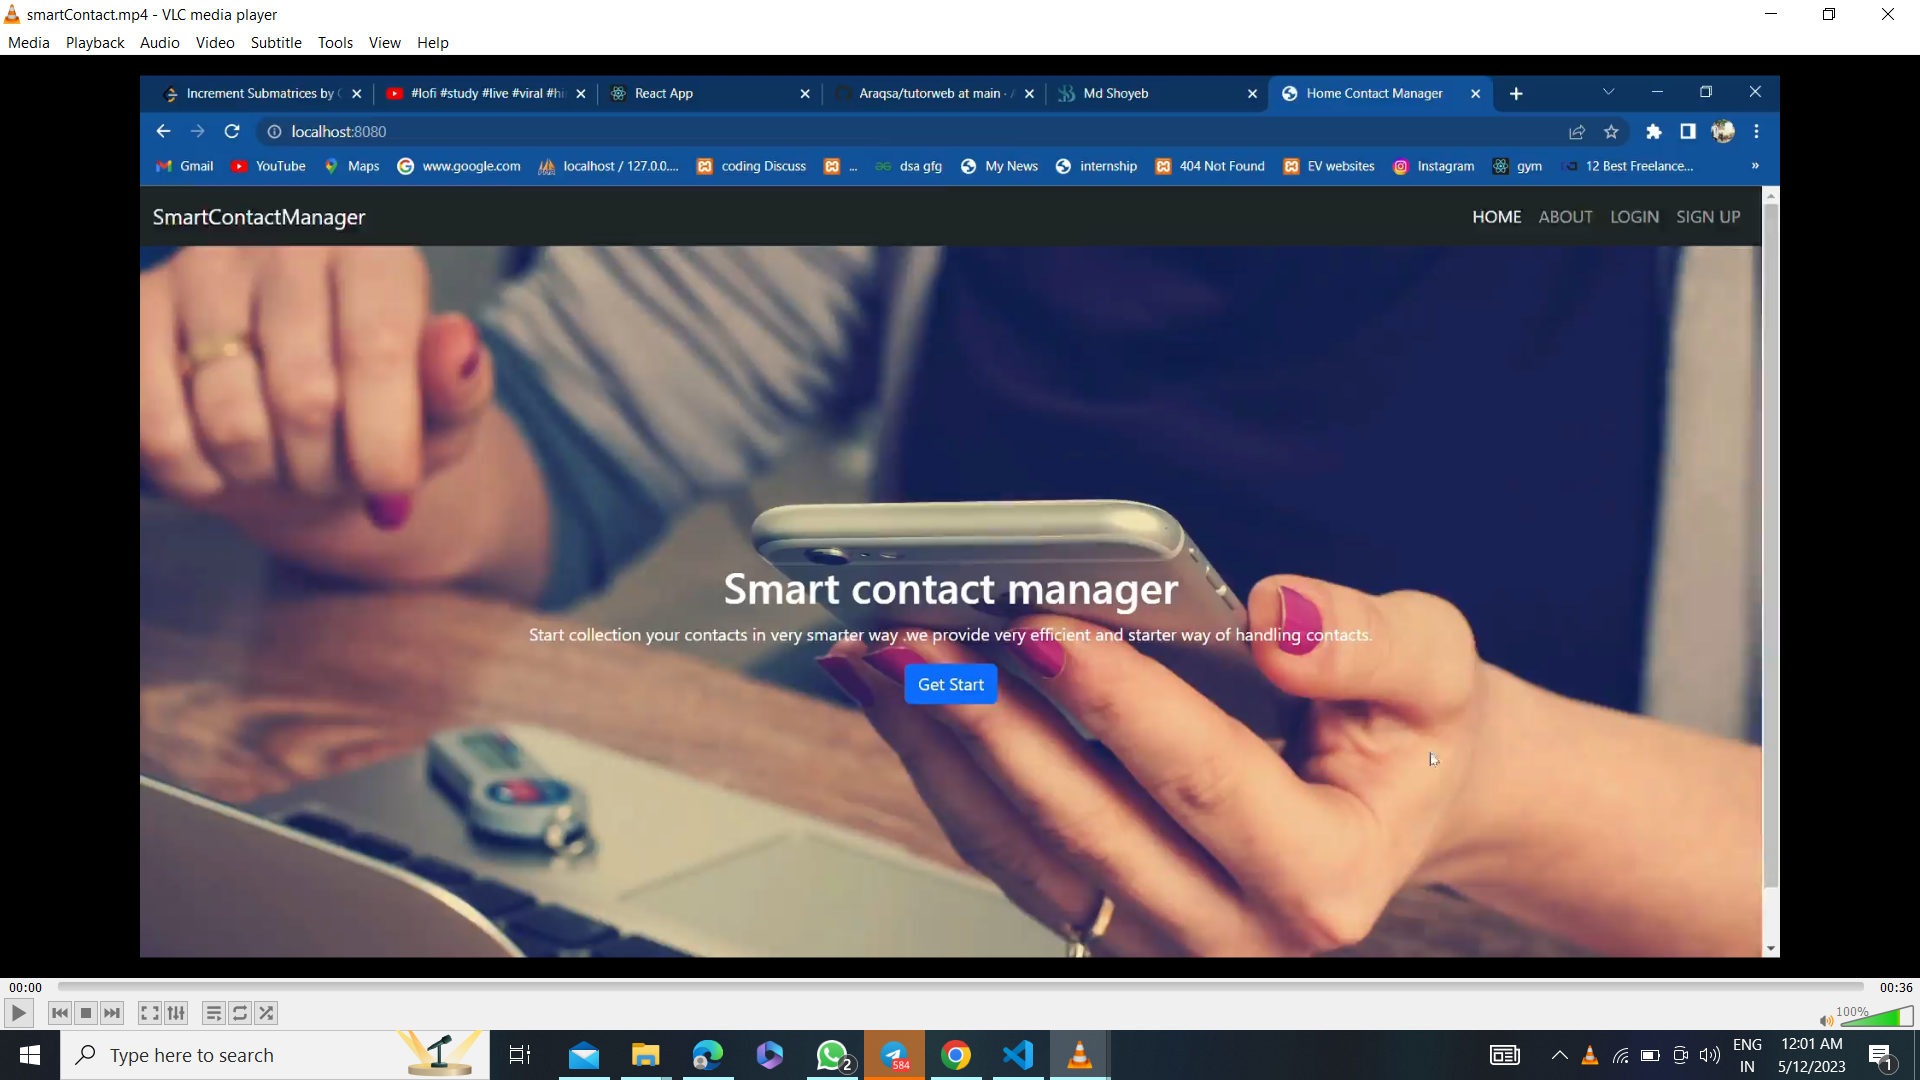 smartContact.mp4 - VLC media player
Media Playback Audio Video Subtitle Tools View Help
Increment Submatrices by #lofi #study #live #viral #hi React App Araqsa/tutorweb at main · Md Shoyeb Home Contact Manager
localhost:8080
Gmail YouTube Maps www.google.com localhost / 127.0.0.... coding Discuss ... dsa gfg My News internship 404 Not Found EV websites Instagram gym 12 Best Freelance... »
SmartContactManager HOME ABOUT LOGIN SIGN UP
Smart contact manager
Start collection your contacts in very smarter way .we provide very efficient and starter way of handling contacts.
Get Start
00:00 00:36
100%
Type here to search 2 584 ENG 12:01 AM
IN 5/12/2023 1